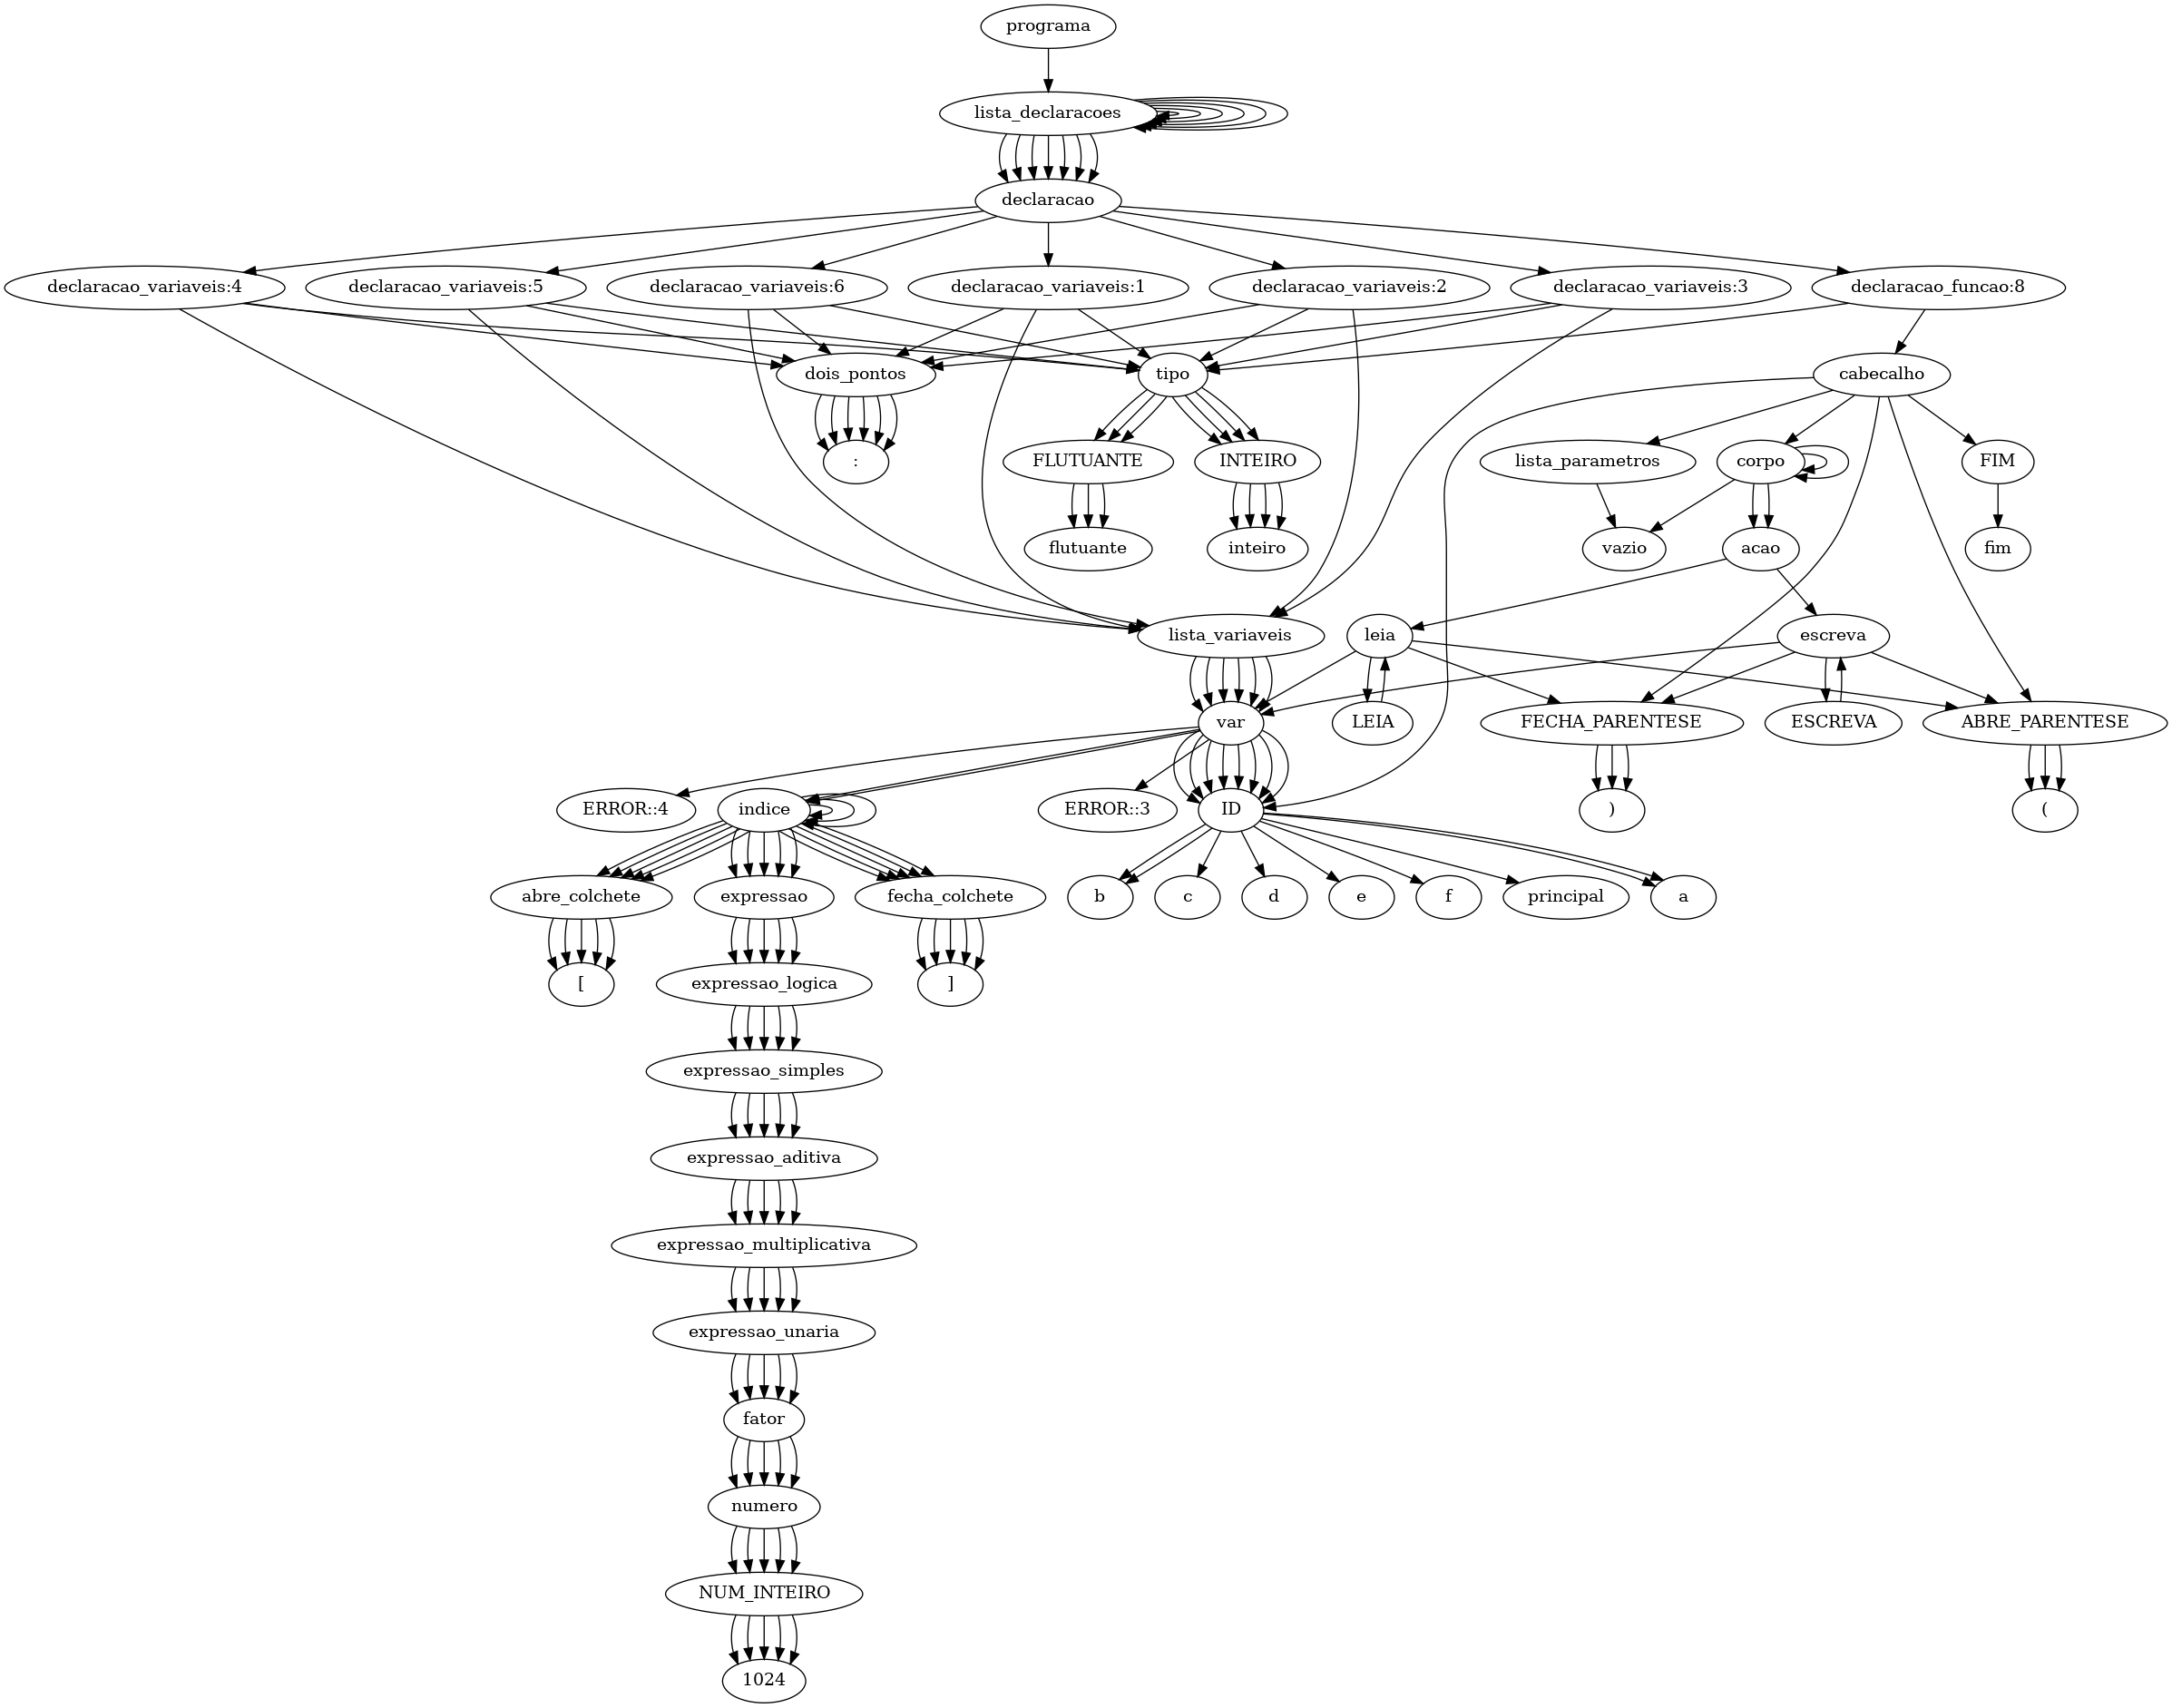 programa
lista_declaracoes
declaracao
declaracao_variaveis:4
declaracao_variaveis:5
declaracao_variaveis:6
declaracao_variaveis:1
declaracao_variaveis:2
declaracao_variaveis:3
declaracao_funcao:8
dois_pontos
tipo
cabecalho
:
FLUTUANTE
INTEIRO
lista_parametros
corpo
FIM
flutuante
inteiro
vazio
acao
fim
lista_variaveis
leia
escreva
var
LEIA
FECHA_PARENTESE
ESCREVA
ABRE_PARENTESE
ERROR::4
indice
ERROR::3
ID
)
(
abre_colchete
expressao
fecha_colchete
b
c
d
e
f
principal
a
[
expressao_logica
]
expressao_simples
expressao_aditiva
expressao_multiplicativa
expressao_unaria
fator
numero
NUM_INTEIRO
1024